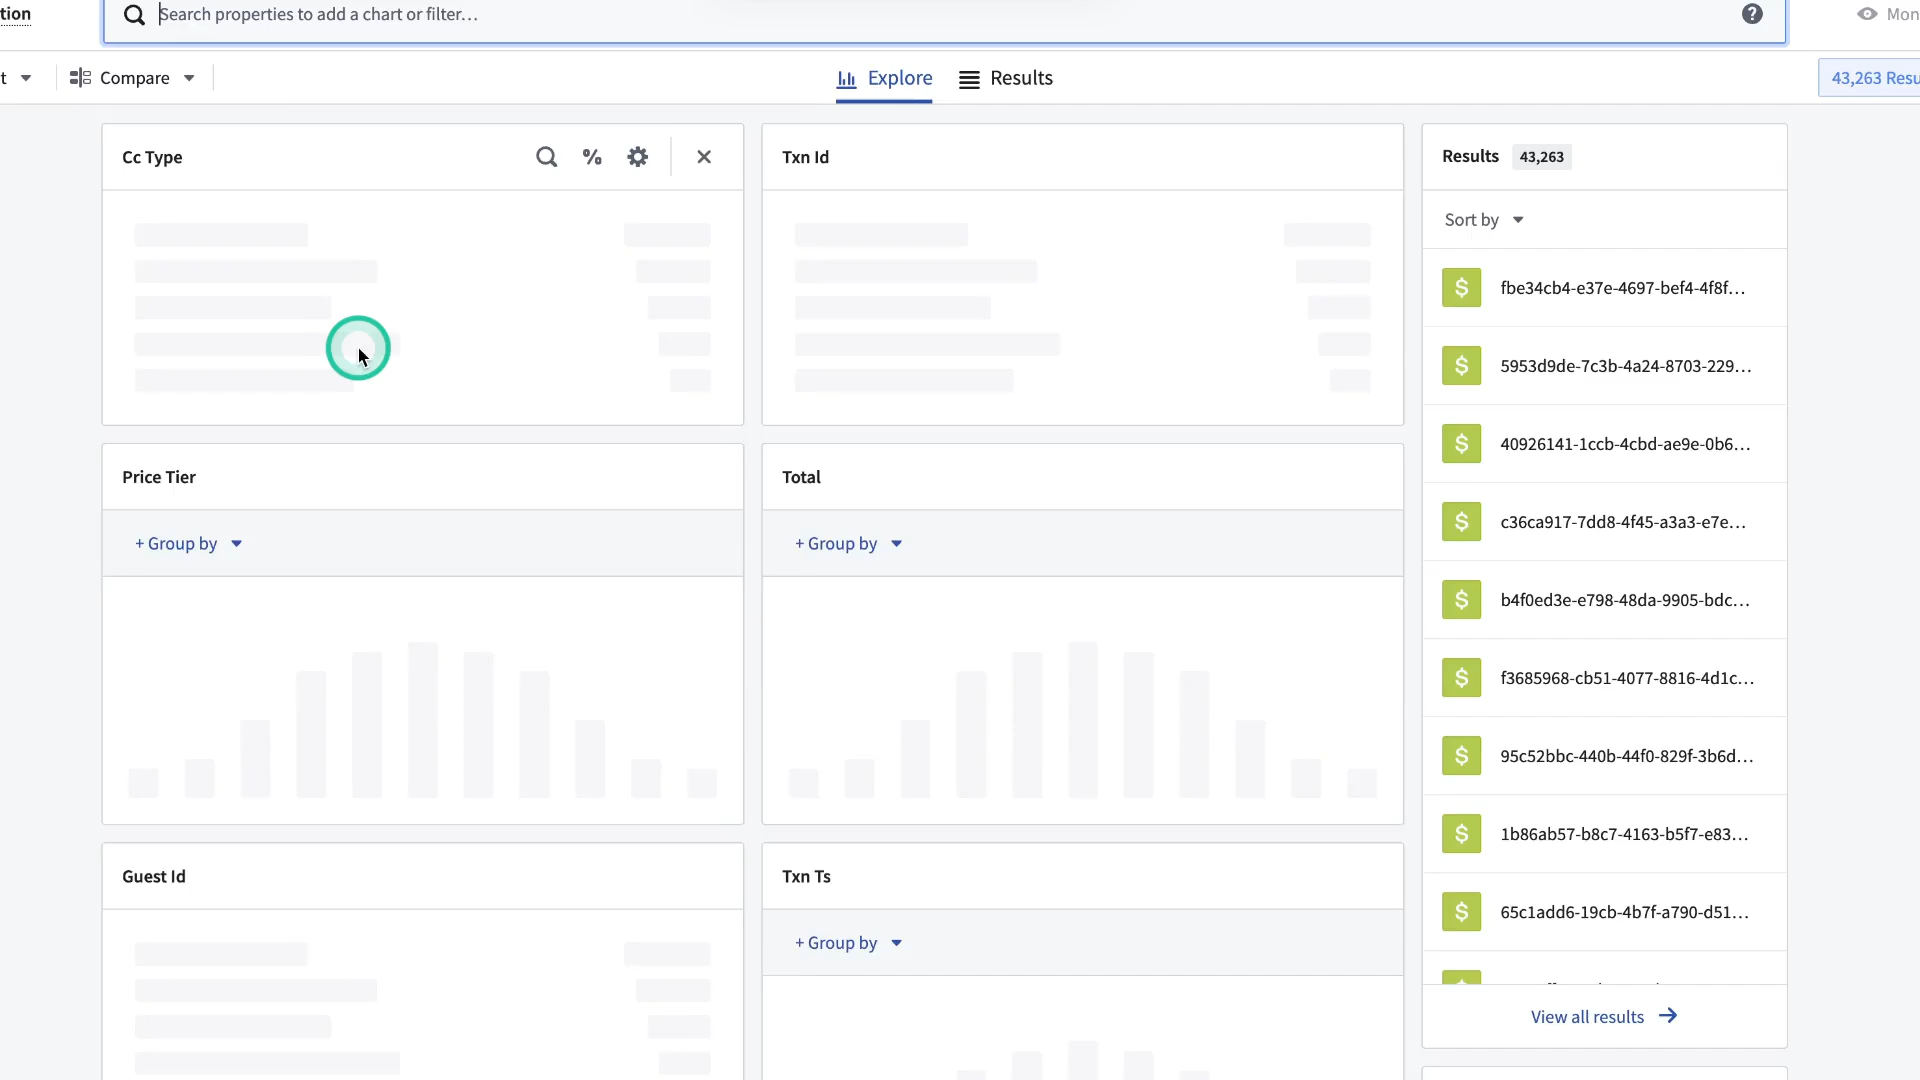 tion
Search properties to add a chart or filter…
Mon
t
Compare
Explore
Results
43,263 Resu
Cc Type
Txn Id
Results 43,263
Sort by
fbe34cb4-e37e-4697-bef4-4f8f…
5953d9de-7c3b-4a24-8703-229…
40926141-1ccb-4cbd-ae9e-0b6…
c36ca917-7dd8-4f45-a3a3-e7e…
b4f0ed3e-e798-48da-9905-bdc…
f3685968-cb51-4077-8816-4d1c…
95c52bbc-440b-44f0-829f-3b6d…
1b86ab57-b8c7-4163-b5f7-e83…
65c1add6-19cb-4b7f-a790-d51…
View all results
Price Tier
+ Group by
Total
+ Group by
Guest Id
Txn Ts
+ Group by